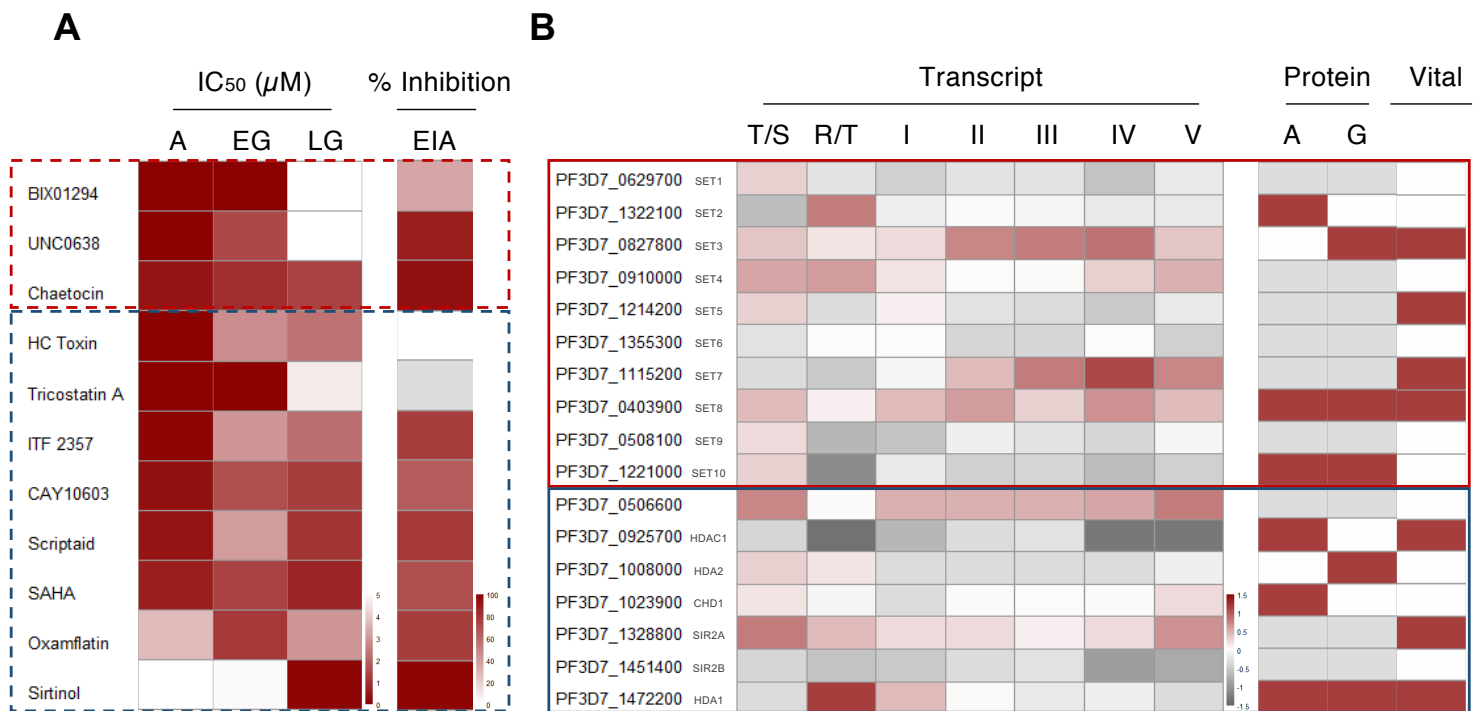 A
B
IC50 (µM)
% Inhibition
A EG LG EIA
BIX01294
UNC0638
Chaetocin
HC Toxin
Tricostatin A
ITF 2357
CAY10603
Scriptaid
SAHA
Oxamflatin
Sirtinol
5
4
3
2
1
0
100
80
60
40
20
0
Transcript Protein Vital
T/S R/T I II III IV V A G
PF3D7_0629700 SET1
PF3D7_1322100 SET2
PF3D7_0827800 SET3
PF3D7_0910000 SET4
PF3D7_1214200 SET5
PF3D7_1355300 SET6
PF3D7_1115200 SET7
PF3D7_0403900 SET8
PF3D7_0508100 SET9
PF3D7_1221000 SET10
PF3D7_0506600
PF3D7_0925700 HDAC1
PF3D7_1008000 HDA2
PF3D7_1023900 CHD1
PF3D7_1328800 SIR2A
PF3D7_1451400 SIR2B
PF3D7_1472200 HDA1
1.5
1
0.5
0
-0.5
-1
-1.5